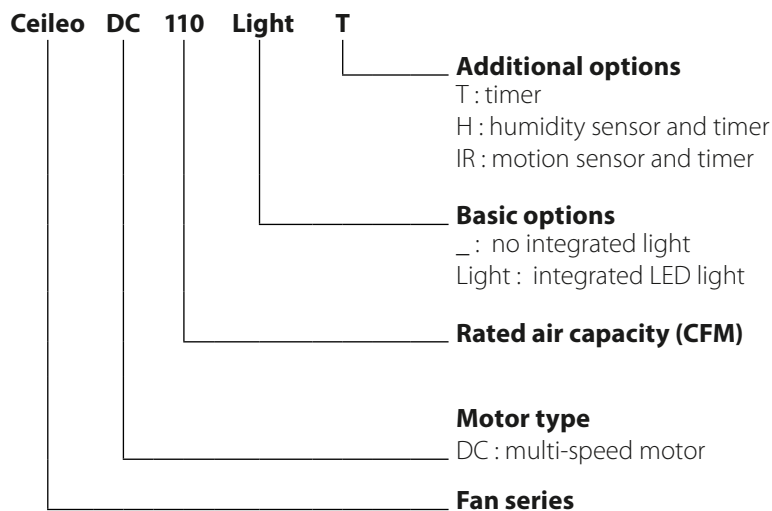 Ceileo DC 110 Light T
Additional options
T : timer
H : humidity sensor and timer
IR : motion sensor and timer
Basic options
_ : no integrated light
Light : integrated LED light
Rated air capacity (CFM)
Motor type
DC : multi-speed motor
Fan series